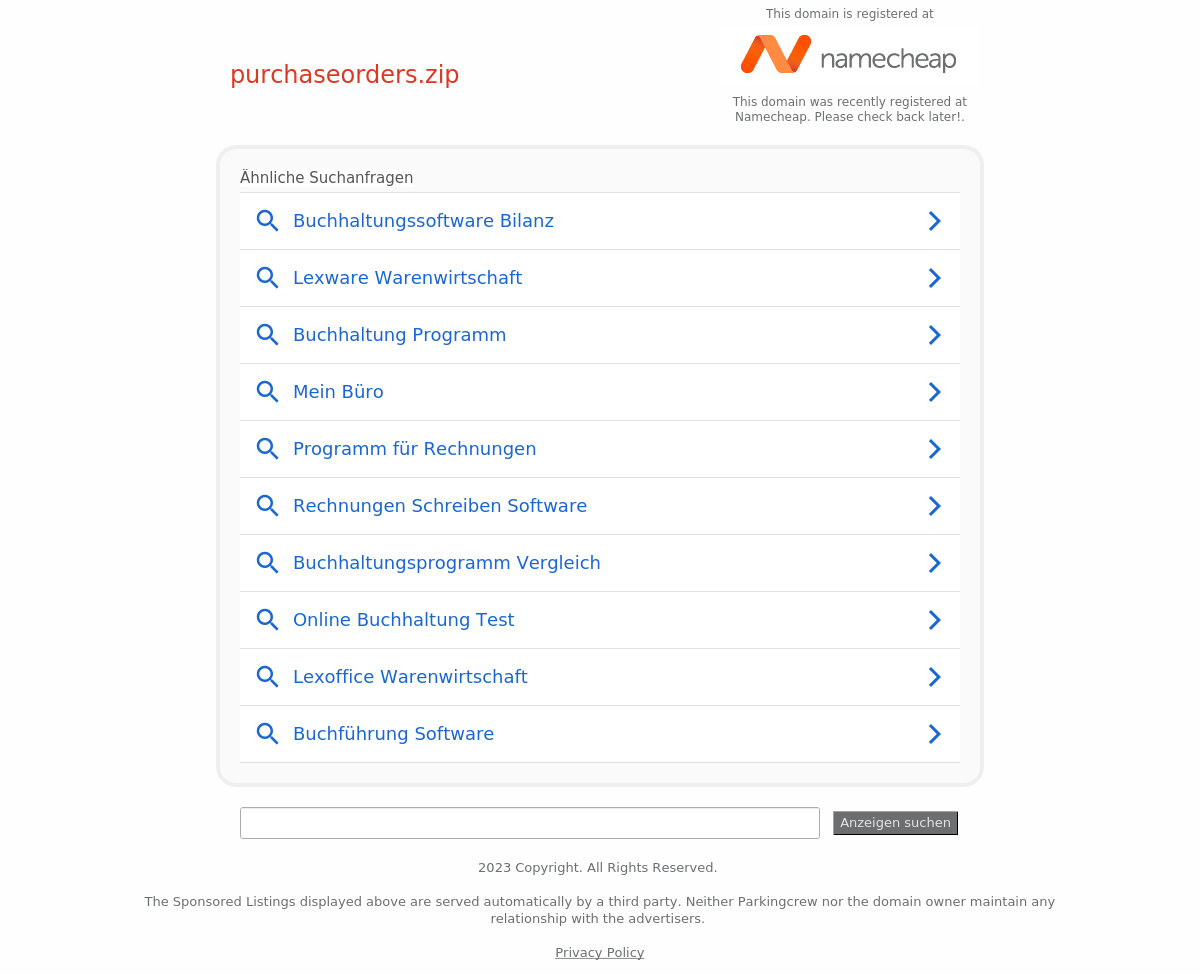 This domain is registered at
namecheap
purchaseorders.zip
This domain was recently registered at
Namecheap. Please check back later!.
Ähnliche Suchanfragen
Buchhaltungssoftware Bilanz
Lexware Warenwirtschaft
Buchhaltung Programm
Mein Büro
Programm für Rechnungen
Rechnungen Schreiben Software
Buchhaltungsprogramm Vergleich
Online Buchhaltung Test
Lexoffice Warenwirtschaft
Buchführung Software
Anzeigen suchen
2023 Copyright. All Rights Reserved.
The Sponsored Listings displayed above are served automatically by a third party. Neither Parkingcrew nor the domain owner maintain any
relationship with the advertisers.
Privacy Policy